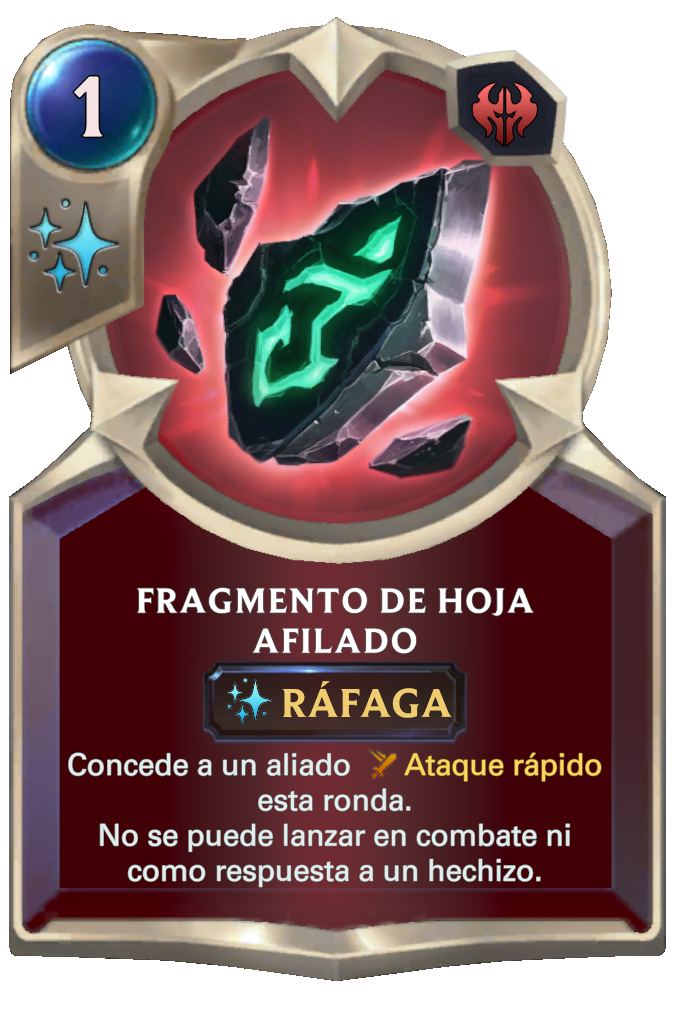 1
FRAGMENTO DE HOJA
AFILADO
RÁFAGA
Concede a un aliado Ataque rápido
esta ronda.
No se puede lanzar en combate ni
como respuesta a un hechizo.